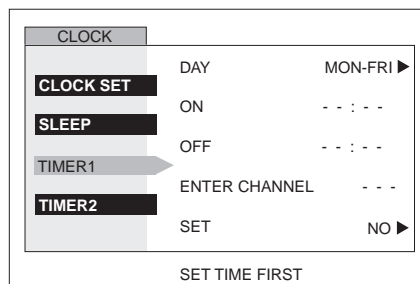 CLOCK
CLOCK SET
SLEEP
TIMER1
TIMER2
DAY MON-FRI ▶
ON - - : - -
OFF - - : - -
ENTER CHANNEL - - -
SET NO ▶
SET TIME FIRST